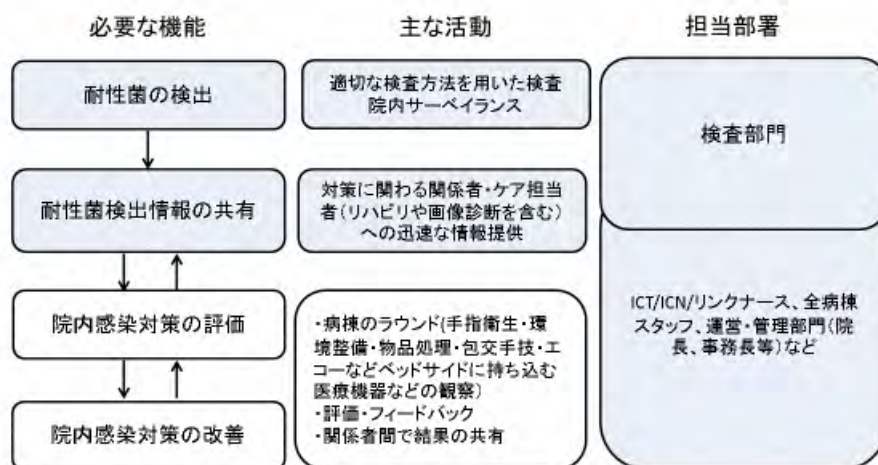 必要な機能
主な活動
担当部署
耐性菌の検出
適切な検査方法を用いた検査
院内サーベイランス
検査部門
耐性菌検出情報の共有
対策に関わる関係者・ケア担当
者(リハビリや画像診断を含む)
への迅速な情報提供
院内感染対策の評価
・病棟のラウンド(手指衛生・環
境整備・物品処理・包交手技・エ
コーなどベッドサイドに持ち込む
医療機器などの観察)
・評価・フィードバック
・関係者間で結果の共有
ICT/ICN/リンクナース、全病棟
スタッフ、運営・管理部門(院
長、事務長等)など
院内感染対策の改善